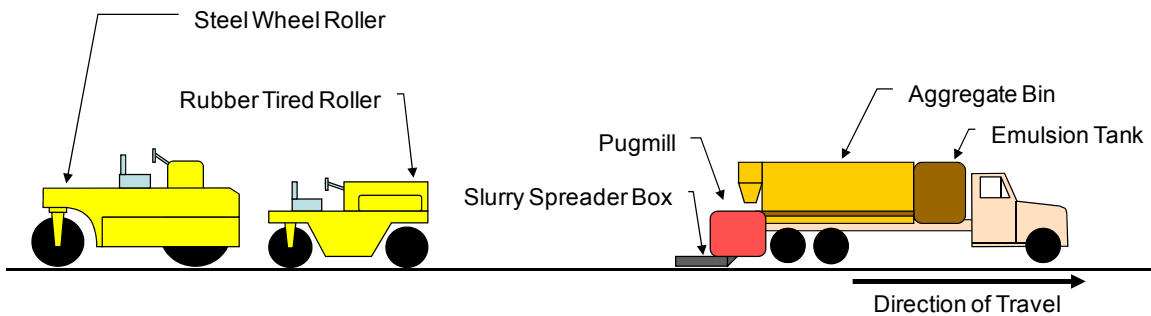 Steel Wheel Roller
Rubber Tired Roller
Aggregate Bin
Emulsion Tank
Pugmill
Slurry Spreader Box
Direction of Travel